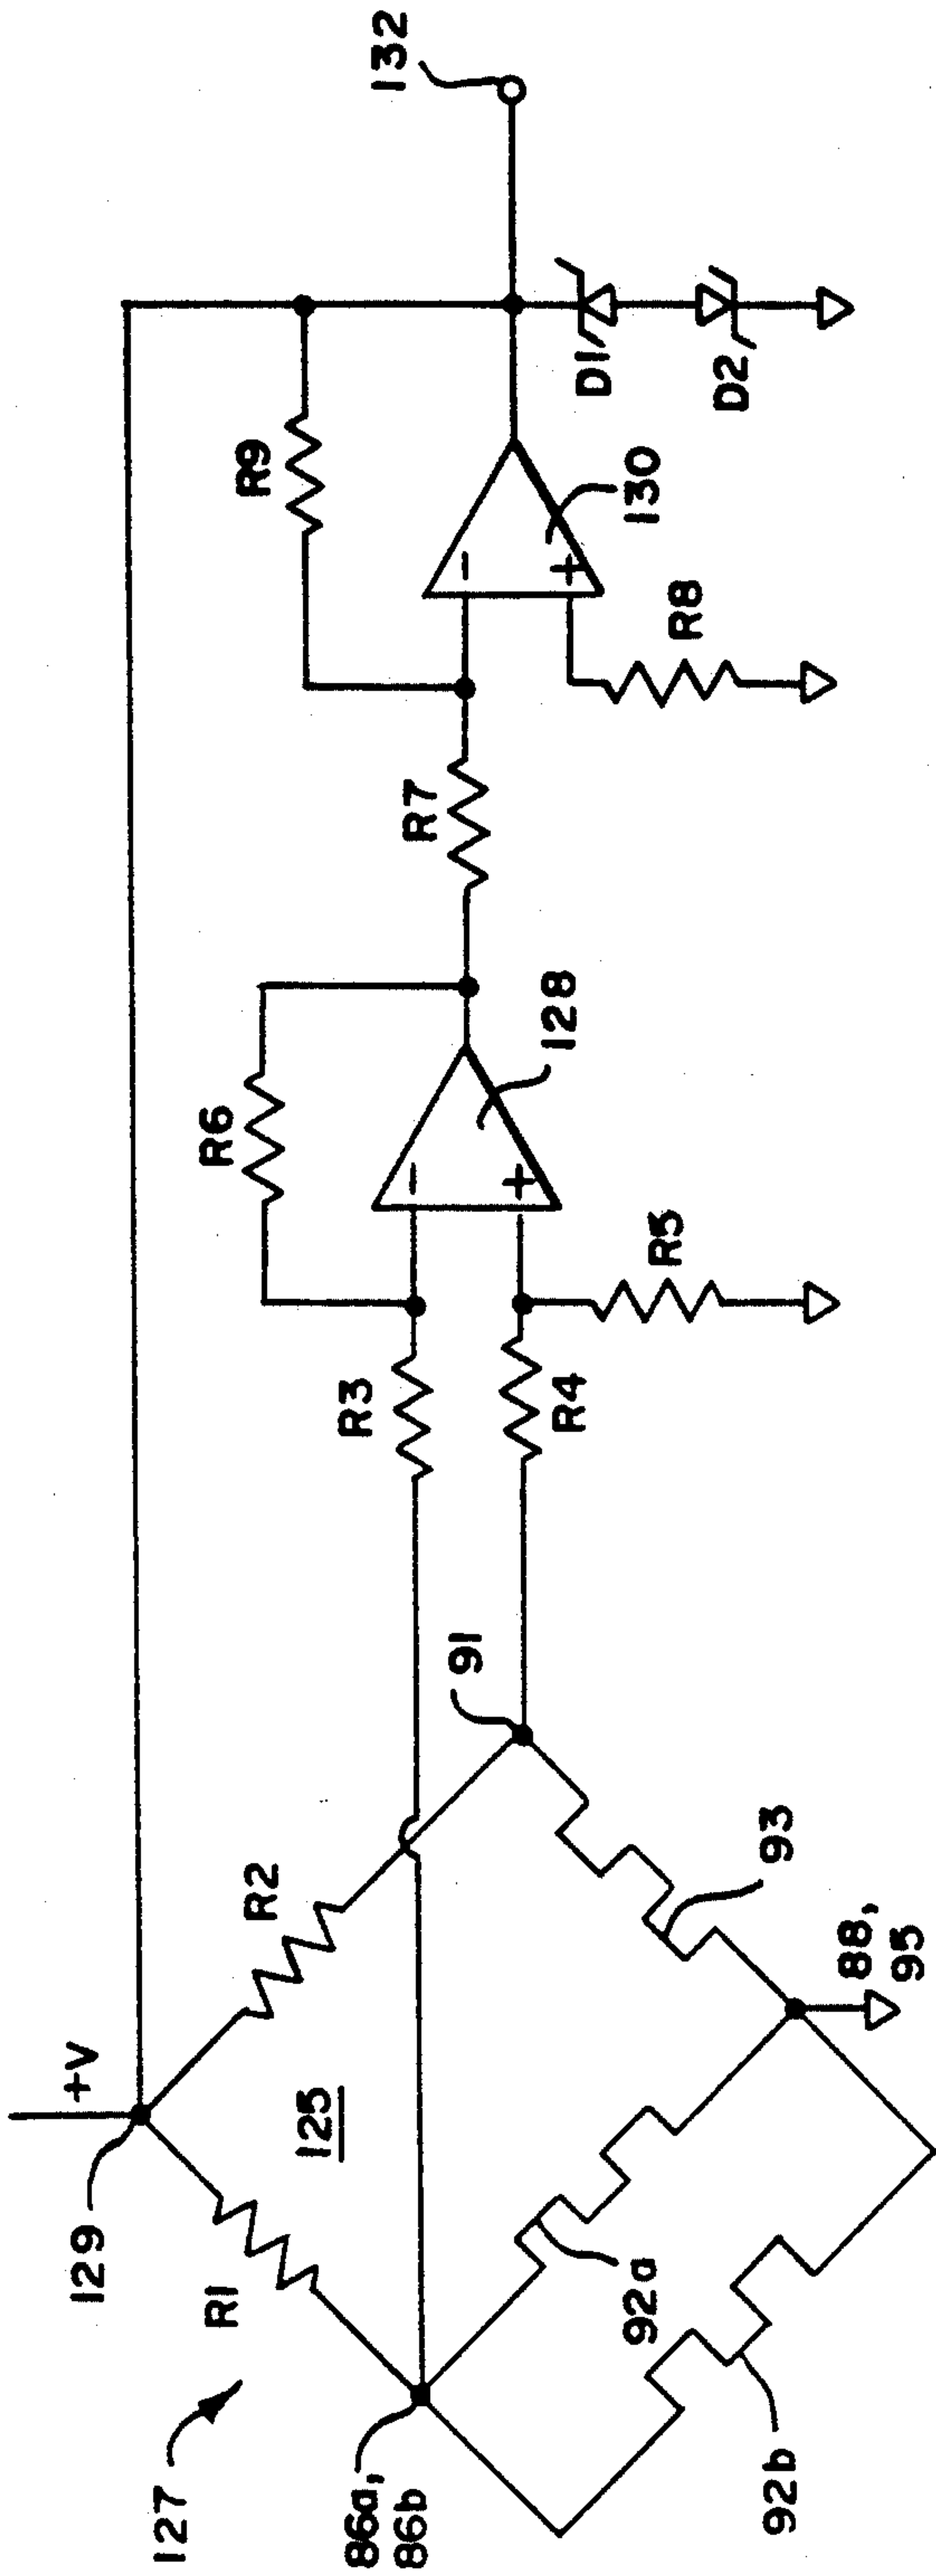 127
129
+V
R1
R2
125
86a,
86b
92a
92b
93
88,
95
91
R3
R4
R5
R6
−
+
128
R7
R8
R9
−
+
130
D1
D2
132